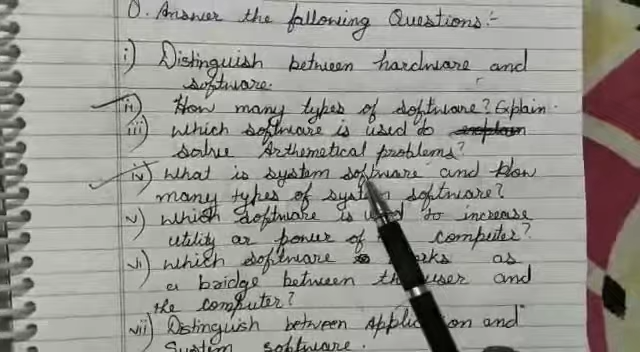 Q. Answer the following Questions:-
i) Distinguish between hardware and
software.
ii) How many types of software? Explain
iii) Which software is used to
solve Arthemetical problems?
iv) What is system software and How
many types of system software?
v) Which software is used to increase
utility or power of computer?
vi) Which software works as
a bridge between the user and
the computer?
vii) Distinguish between Application and
System software.